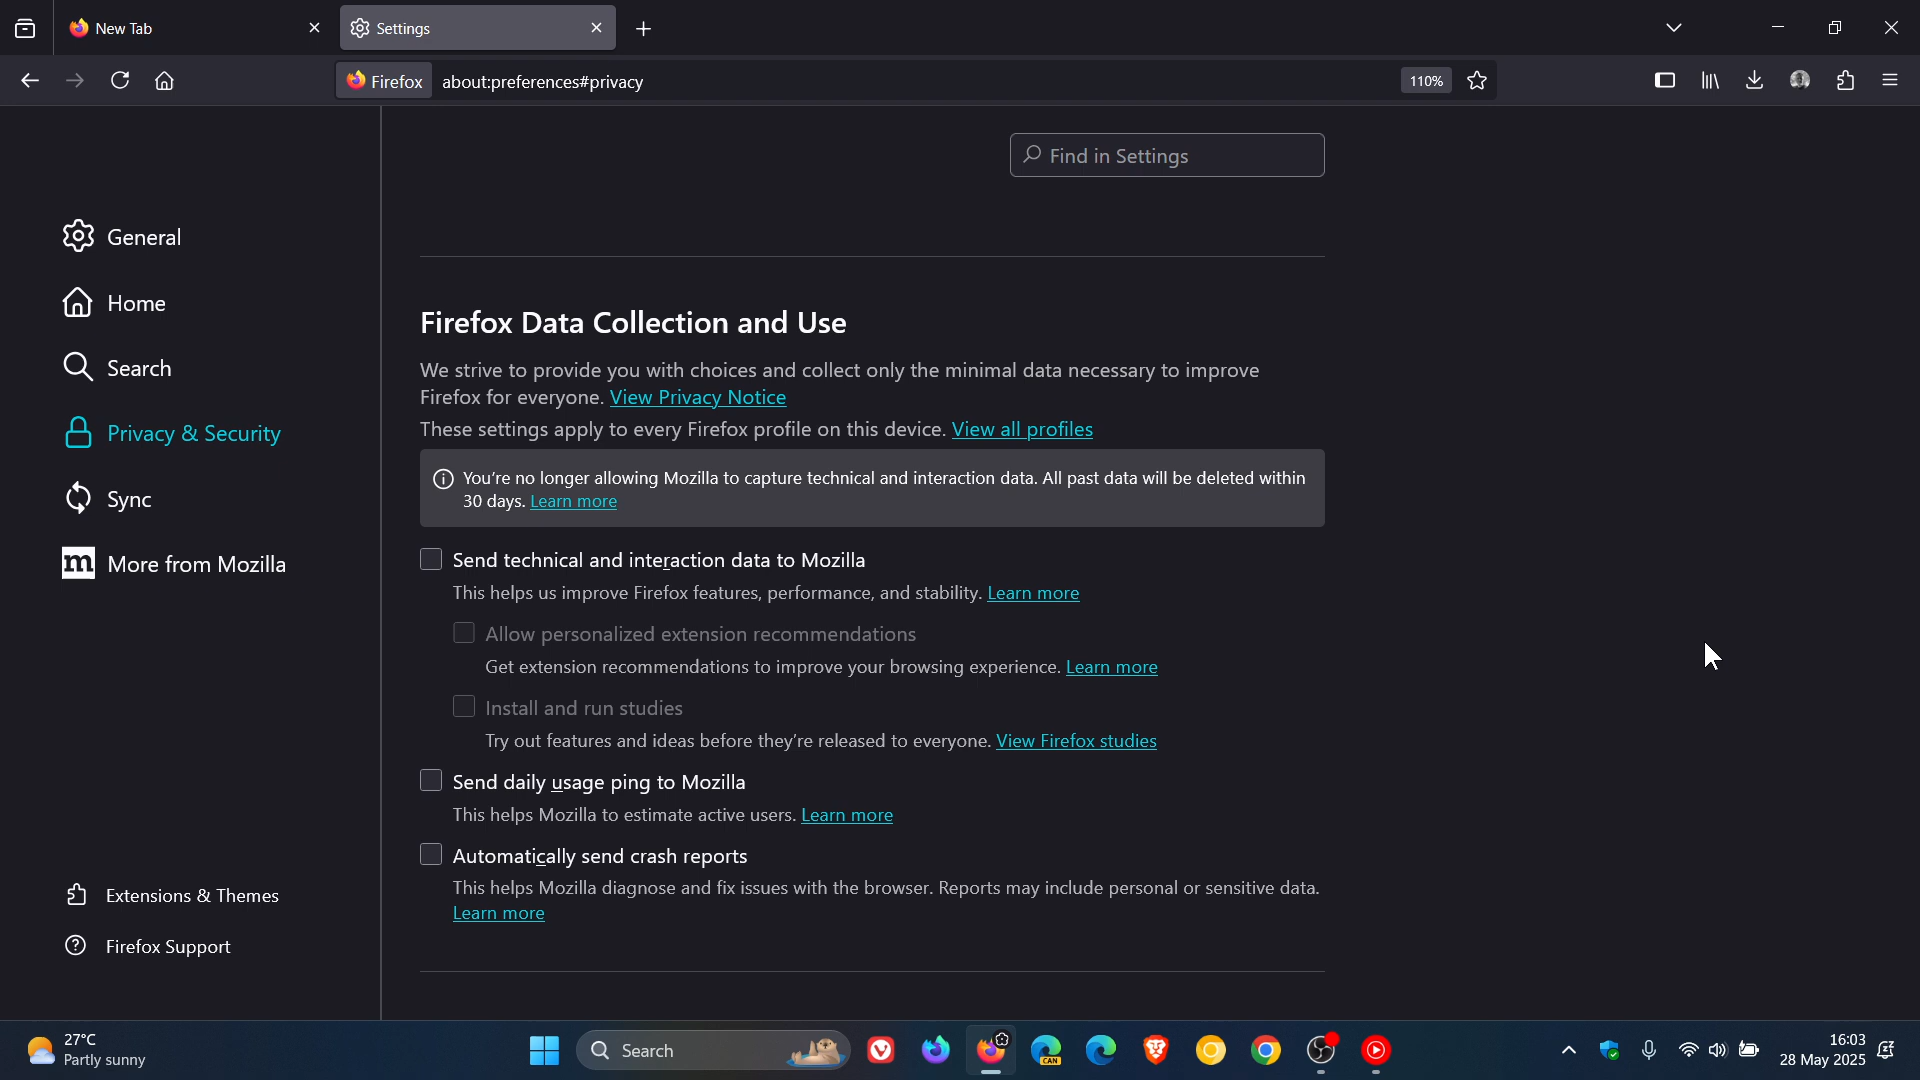 New Tab
Settings
Firefox
about:preferences#privacy
110%
Find in Settings
General
Home
Search
Privacy & Security
Sync
More from Mozilla
Extensions & Themes
Firefox Support
Firefox Data Collection and Use
We strive to provide you with choices and collect only the minimal data necessary to improve
Firefox for everyone. View Privacy Notice
These settings apply to every Firefox profile on this device. View all profiles
You're no longer allowing Mozilla to capture technical and interaction data. All past data will be deleted within
30 days. Learn more
Send technical and interaction data to Mozilla
This helps us improve Firefox features, performance, and stability. Learn more
Allow personalized extension recommendations
Get extension recommendations to improve your browsing experience. Learn more
Install and run studies
Try out features and ideas before they're released to everyone. View Firefox studies
Send daily usage ping to Mozilla
This helps Mozilla to estimate active users. Learn more
Automatically send crash reports
This helps Mozilla diagnose and fix issues with the browser. Reports may include personal or sensitive data.
Learn more
27°C
Partly sunny
Search
CAN
16:03
28 May 2025